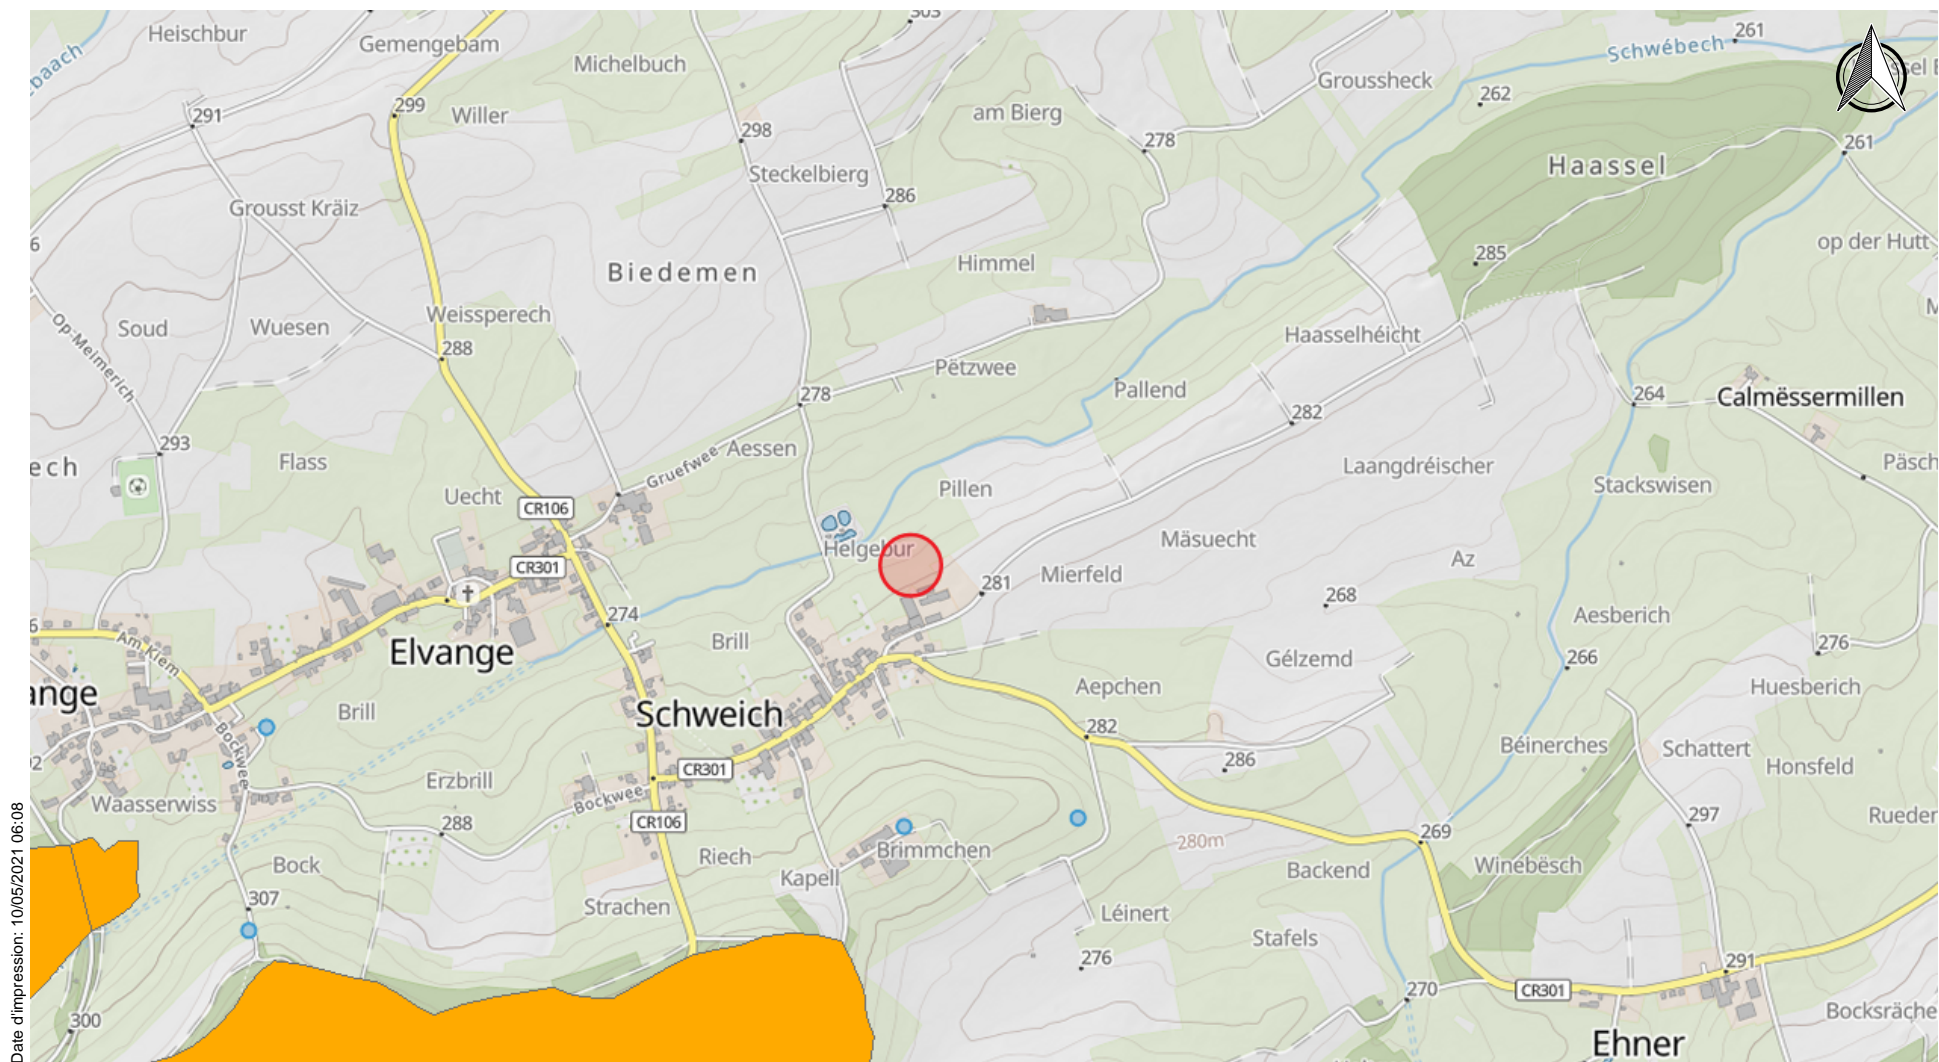 303
Heischbur
Gemengebam
Michelbuch
Schwébech
261
Groussheck
262
299
Willer
am Bierg
291
298
278
261
Steckelbierg
Haassel
286
Grousst Kräiz
6
op der Hutt
285
Biedemen
Himmel
Weissperech
Soud
Wuesen
Op-Meimerich
Haasselhéicht
288
Pëtzwee
Pallend
278
264
Calmëssermillen
282
293
Aessen
Gruefwee
ech
Flass
Laangdréischer
Päsch
Uecht
Pillen
Stackswisen
CR106
Helgebur
Mäsuecht
Az
CR301
281
Mierfeld
268
274
Aesberich
6
Am Kiem
Brill
276
Elvange
Gélzemd
266
ange
Aepchen
Huesberich
Brill
Schweich
282
Bockwee
Béinerches
Schattert
286
Honsfeld
2
CR301
Erzbrill
Bockwee
Waasserwiss
297
Rueder
288
CR106
280m
269
Riech
Brimmchen
Bock
Kapell
Backend
Winebësch
307
Strachen
Léinert
Stafels
276
291
270
CR301
300
Bocksräche
Ehner
Date d'impression: 10/05/2021 06:08